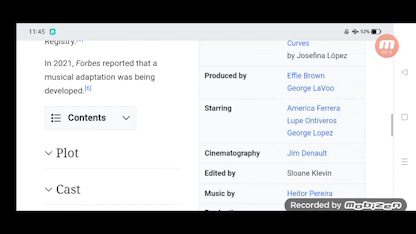 11:45
52%
Registry.
In 2021, Forbes reported that a
musical adaptation was being
developed.[6]
Contents
Plot
Cast
Curves
by Josefina López
Produced by Effie Brown
George LaVoo
Starring America Ferrera
Lupe Ontiveros
George Lopez
Cinematography Jim Denault
Edited by Sloane Klevin
Music by Heitor Pereira
Recorded by Mobizen